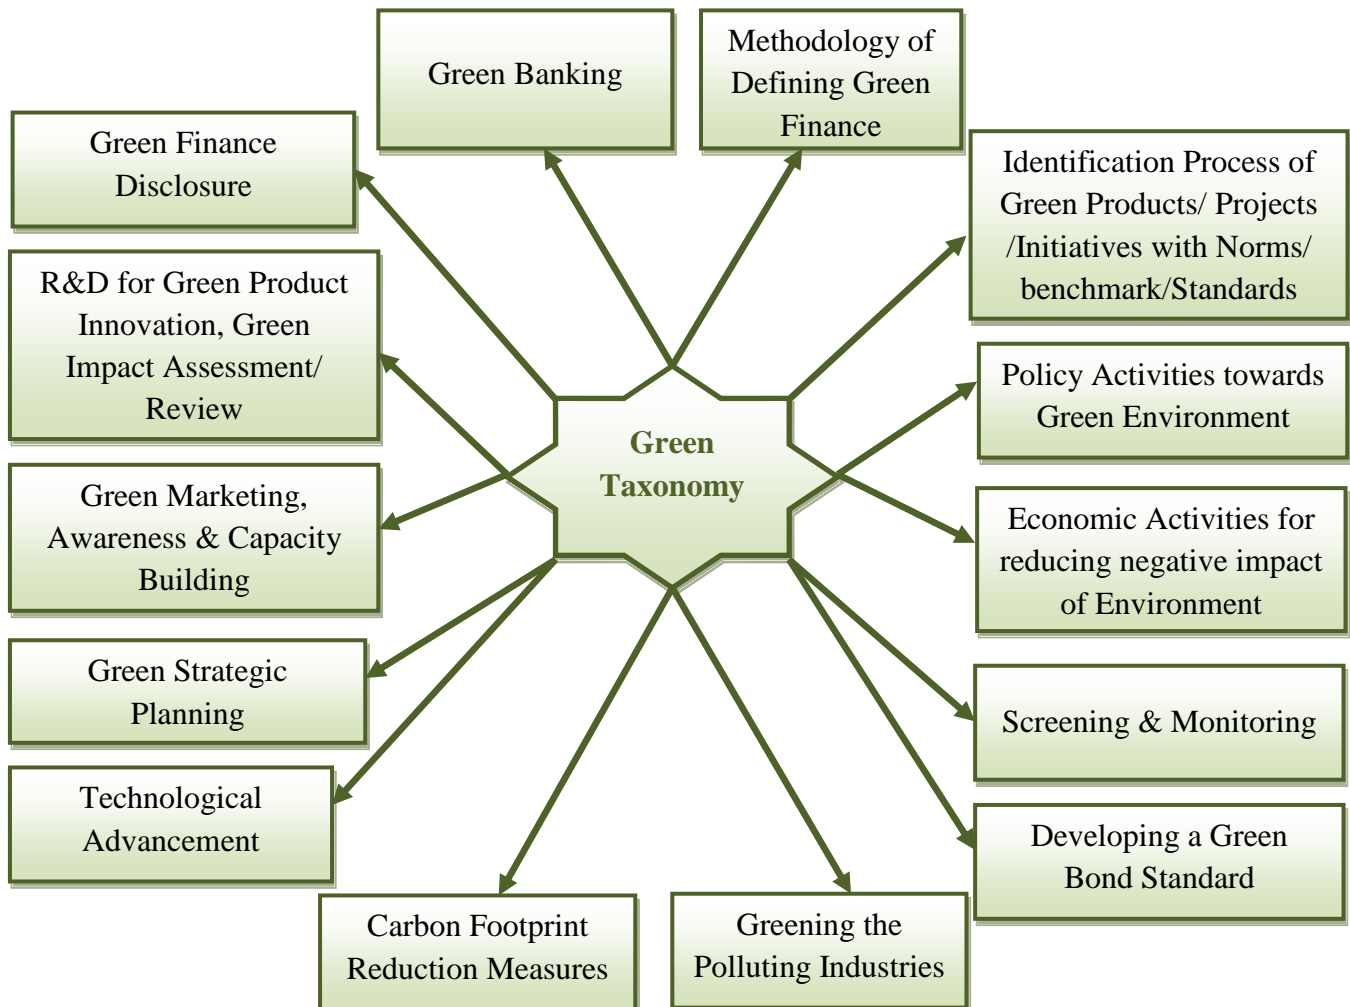 Green Banking
Methodology of
Defining Green
Finance
Green Finance
Disclosure
Identification Process of
Green Products/ Projects
/Initiatives with Norms/
benchmark/Standards
R&D for Green Product
Innovation, Green
Impact Assessment/
Review
Policy Activities towards
Green Environment
Green
Taxonomy
Green Marketing,
Awareness & Capacity
Building
Economic Activities for
reducing negative impact
of Environment
Green Strategic
Planning
Screening & Monitoring
Technological
Advancement
Developing a Green
Bond Standard
Carbon Footprint
Reduction Measures
Greening the
Polluting Industries